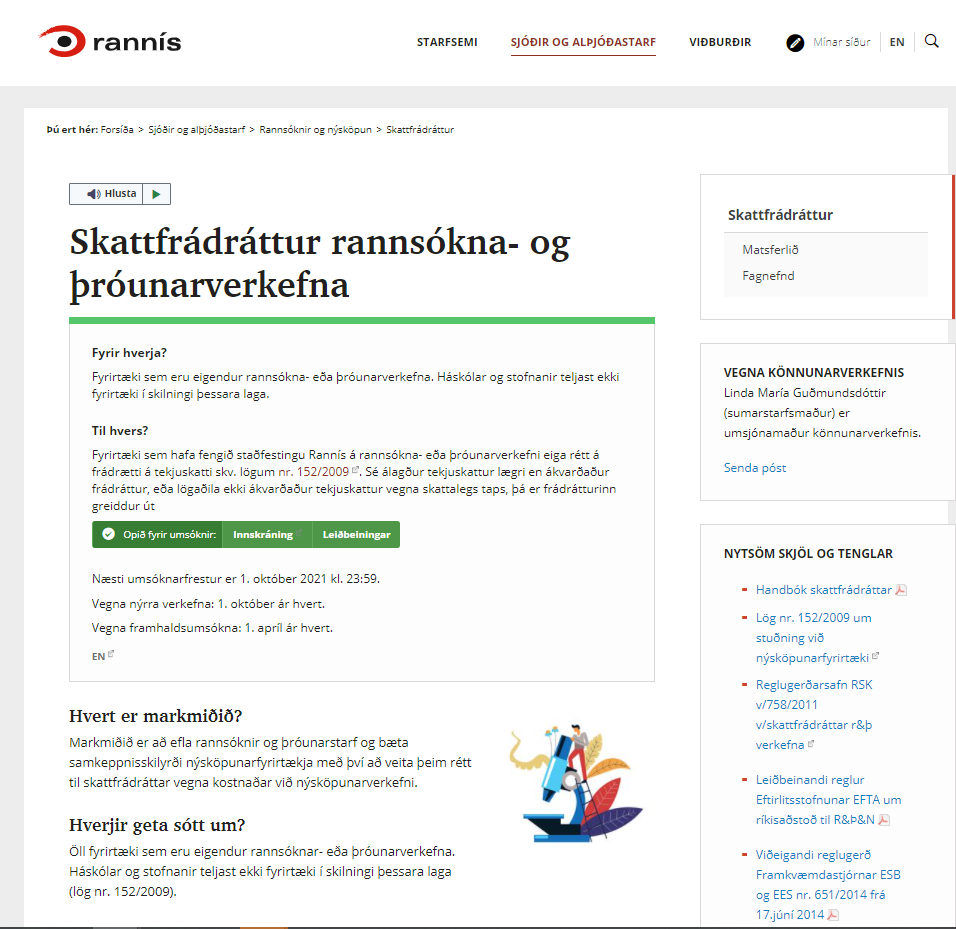 rannís
STARFSEMI SJÓÐIR OG ALÞJÓÐASTARF VIÐBURÐIR Mínar síður EN
Þú ert hér: Forsíða > Sjóðir og alþjóðastarf > Rannsóknir og nýsköpun > Skattfrádráttur
Hlusta
Skattfrádráttur rannsókna- og
þróunarverkefna
Fyrir hverja?
Fyrirtæki sem eru eigendur rannsókna- eða þróunarverkefna. Háskólar og stofnanir teljast ekki
fyrirtæki í skilningi þessara laga.
Til hvers?
Fyrirtæki sem hafa fengið staðfestingu Rannís á rannsókna- eða þróunarverkefni eiga rétt á
frádrætti á tekjuskatti skv. lögum nr. 152/2009. Sé álagður tekjuskattur lægri en ákvarðaður
frádráttur, eða lögaðila ekki ákvarðaður tekjuskattur vegna skattalegs taps, þá er frádrátturinn
greiddur út
Opið fyrir umsóknir: Innskráning Leiðbeiningar
Næsti umsóknarfrestur er 1. október 2021 kl. 23:59.
Vegna nýrra verkefna: 1. október ár hvert.
Vegna framhaldsumsókna: 1. apríl ár hvert.
EN
Hvert er markmiðið?
Markmiðið er að efla rannsóknir og þróunarstarf og bæta
samkeppnisskilyrði nýsköpunarfyrirtækja með því að veita þeim rétt
til skattfrádráttar vegna kostnaðar við nýsköpunarverkefni.
Hverjir geta sótt um?
Öll fyrirtæki sem eru eigendur rannsóknar- eða þróunarverkefna.
Háskólar og stofnanir teljast ekki fyrirtæki í skilningi þessara laga
(lög nr. 152/2009).
Skattfrádráttur
Matsferlið
Fagnefnd
VEGNA KÖNNUNARVERKEFNIS
Linda María Guðmundsdóttir
(sumarstarfsmaður) er
umsjónamaður könnunarverkefnis.
Senda póst
NYTSÖM SKJÖL OG TENGLAR
Handbók skattfrádráttar
Lög nr. 152/2009 um
stuðning við
nýsköpunarfyrirtæki
Reglugerðarsafn RSK
v/758/2011
v/skattfrádráttar r&þ
verkefna
Leiðbeinandi reglur
Eftirlitsstofnunar EFTA um
ríkisaðstoð til R&Þ&N
Viðeigandi reglugerð
Framkvæmdastjórnar ESB
og EES nr. 651/2014 frá
17.júní 2014